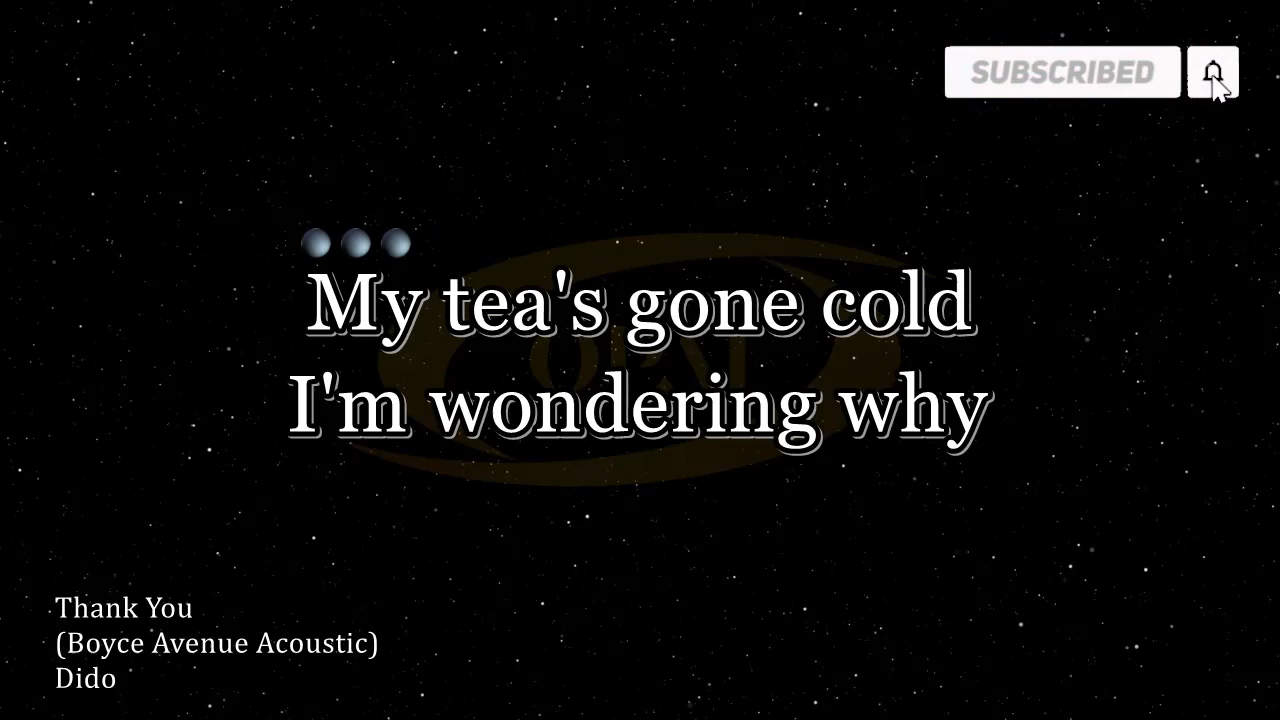 SUBSCRIBED
My tea's gone cold
I'm wondering why
Thank You
(Boyce Avenue Acoustic)
Dido